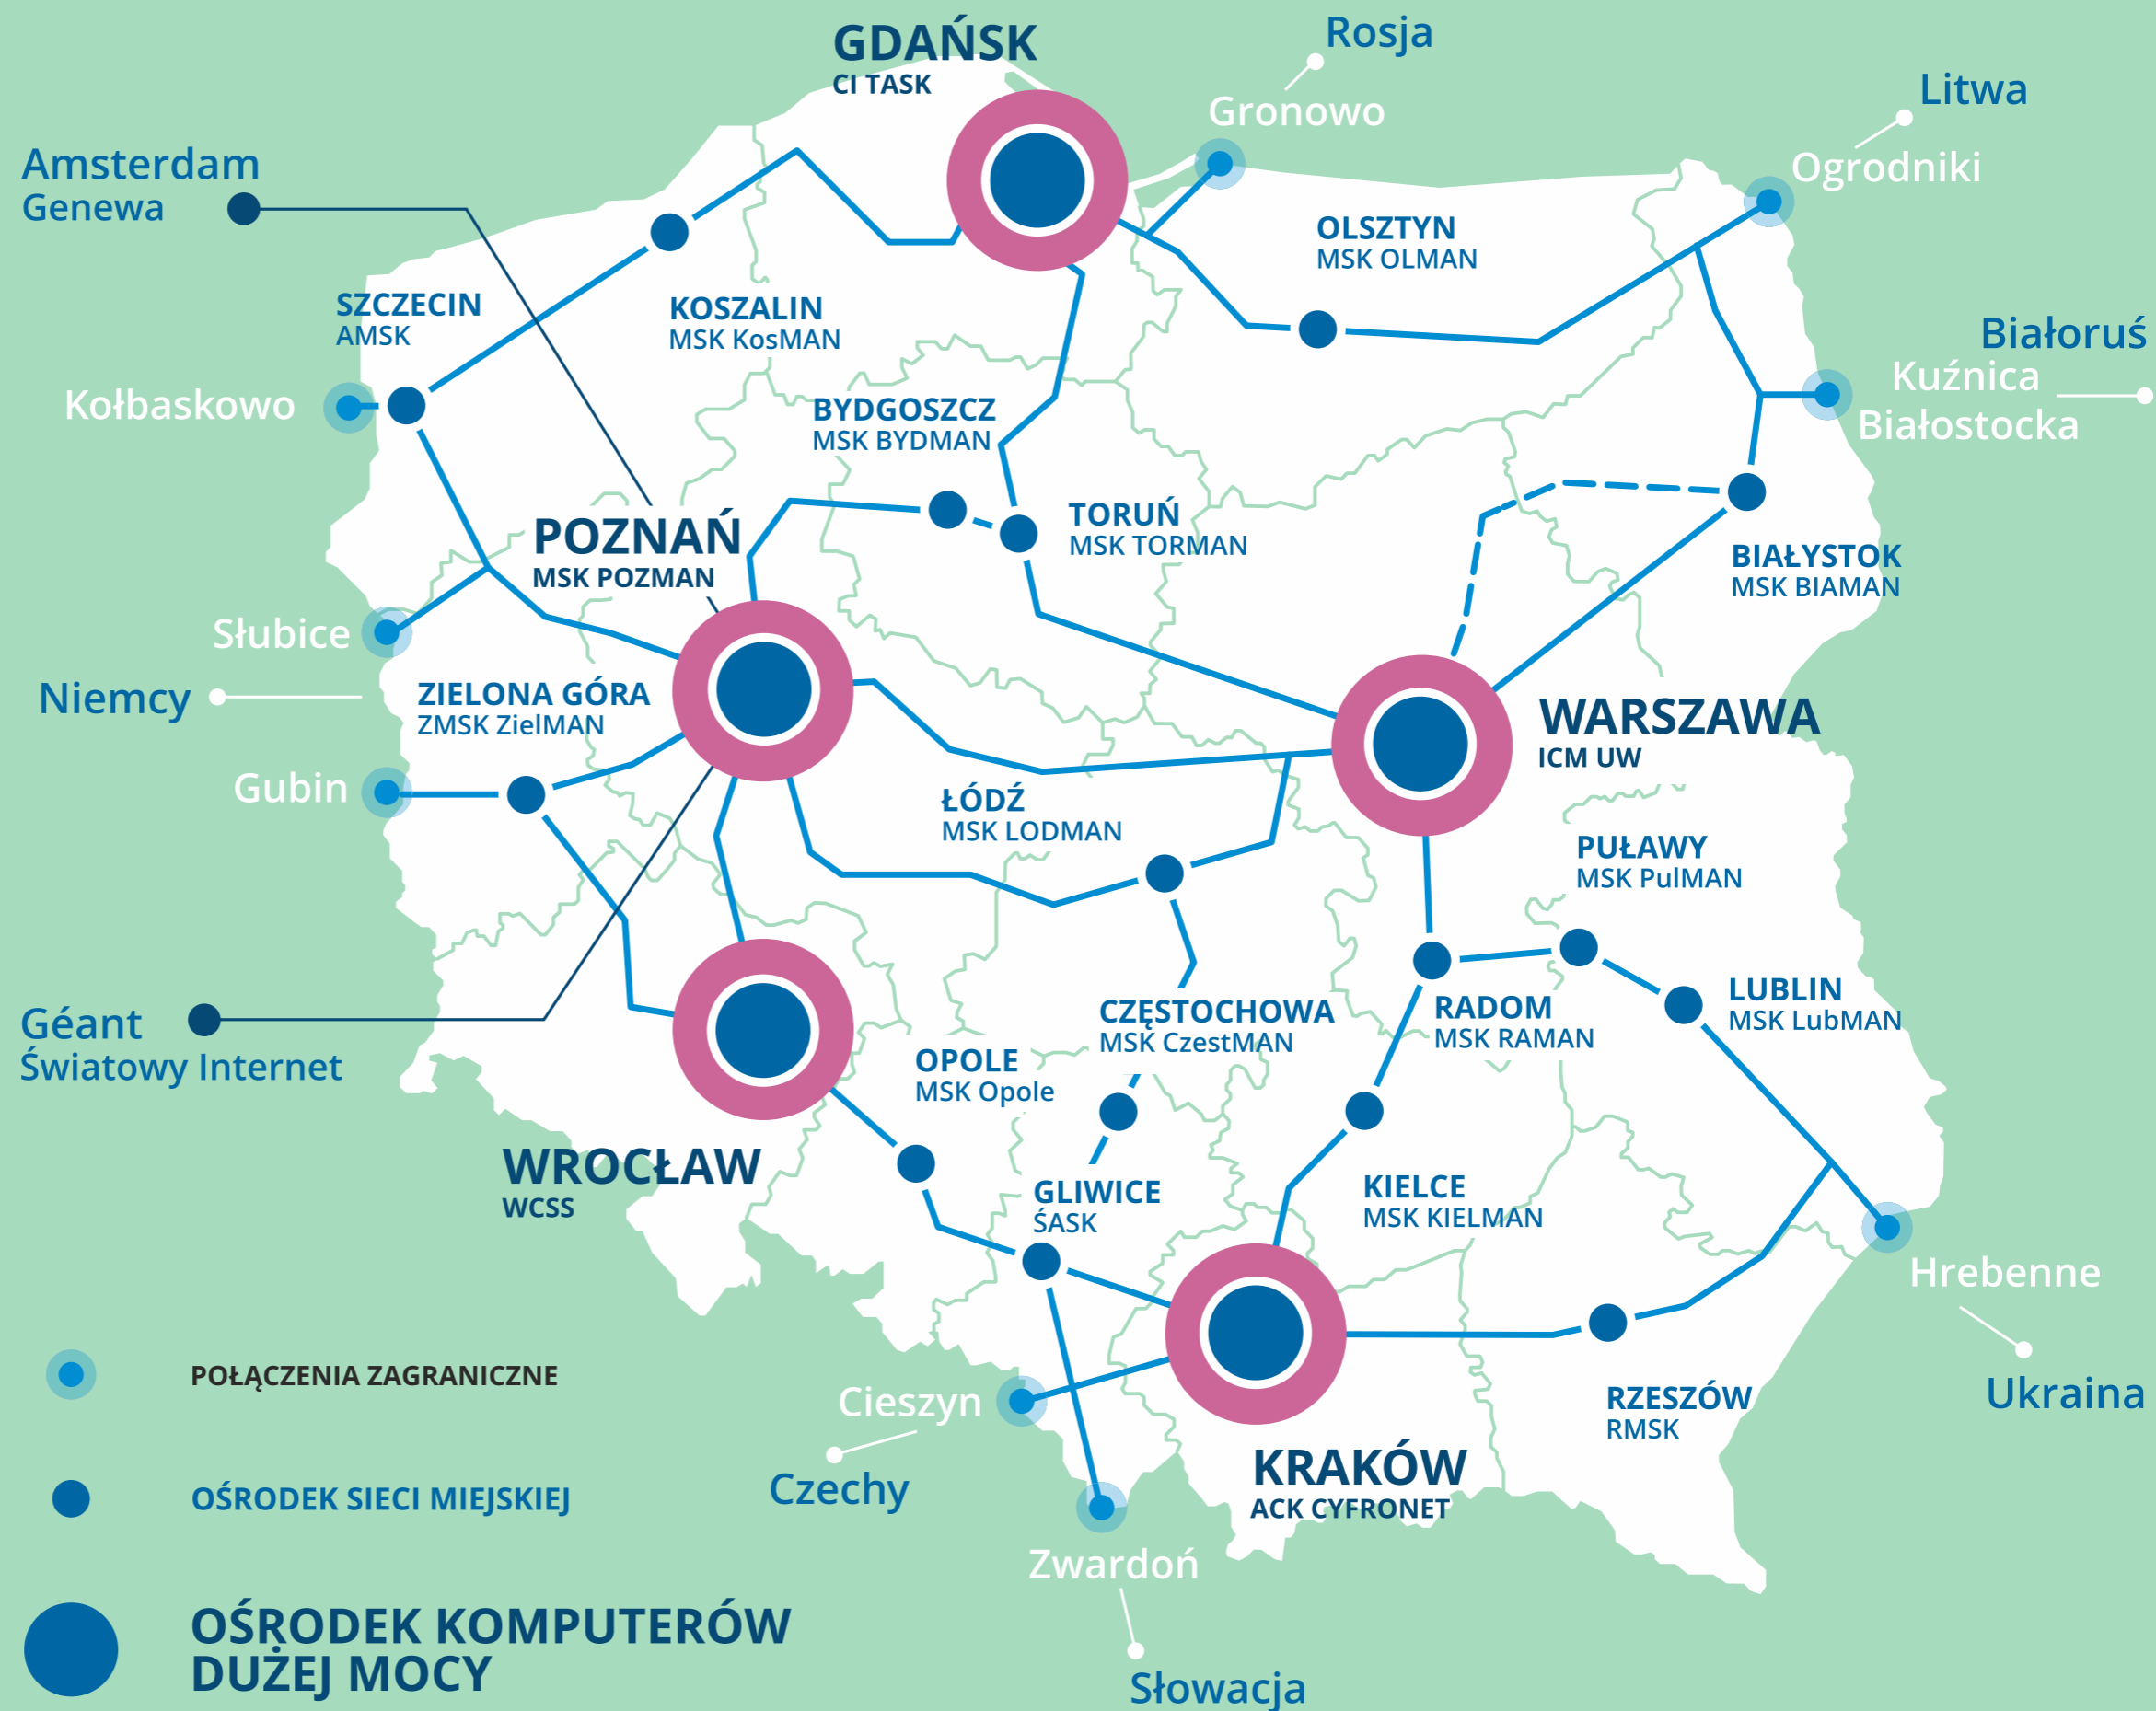 GDAŃSK
CI TASK
Rosja
Gronowo
Litwa
Ogrodniki
Amsterdam
Genewa
OLSZTYN
MSK OLMAN
SZCZECIN
AMSK
KOSZALIN
MSK KosMAN
Białoruś
Kuźnica
Białostocka
Kołbaskowo
BYDGOSZCZ
MSK BYDMAN
TORUŃ
MSK TORMAN
POZNAŃ
MSK POZMAN
BIAŁYSTOK
MSK BIAMAN
Słubice
Niemcy
ZIELONA GÓRA
ZMSK ZielMAN
WARSZAWA
ICM UW
Gubin
ŁÓDŹ
MSK LODMAN
PUŁAWY
MSK PulMAN
Géant
Światowy Internet
CZĘSTOCHOWA
MSK CzestMAN
RADOM
MSK RAMAN
LUBLIN
MSK LubMAN
OPOLE
MSK Opole
WROCŁAW
WCSS
GLIWICE
ŚASK
KIELCE
MSK KIELMAN
Hrebenne
Ukraina
POŁĄCZENIA ZAGRANICZNE
Cieszyn
Czechy
RZESZÓW
RMSK
KRAKÓW
ACK CYFRONET
OŚRODEK SIECI MIEJSKIEJ
Zwardoń
Słowacja
OŚRODEK KOMPUTERÓW
DUŻEJ MOCY